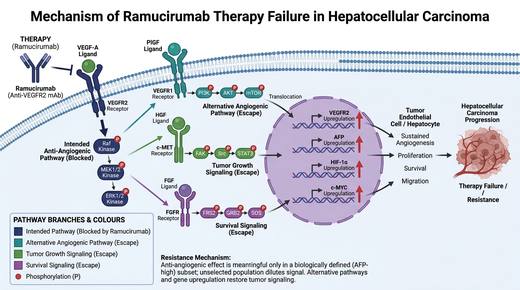 Mechanism of Ramucirumab Therapy Failure in Hepatocellular Carcinoma
THERAPY
(Ramucirumab)
VEGF-A
Ligand
Ramucirumab
(Anti-VEGFR2 mAb)
VEGFR2
Receptor
Intended
Anti-Angiogenic
Pathway (Blocked)
Raf
Kinase
MEK1/2
Kinase
ERK1/2
Kinase
PlGF
Ligand
VEGFR1
Receptor
PI3K
AKT
mTOR
Alternative Angiogenic
Pathway (Escape)
HGF
Ligand
c-MET
Receptor
FAK
Src
STAT3
Tumor Growth
Signaling (Escape)
FGF
Ligand
FGFR
Receptor
FRS2
GRB2
SOS
Survival Signaling
(Escape)
Translocation
VEGFR2
Upregulation
AFP
Upregulation
HIF-1α
Upregulation
c-MYC
Upregulation
Tumor
Endothelial
Cell / Hepatocyte
Sustained
Angiogenesis
Proliferation
Survival
Migration
Hepatocellular
Carcinoma
Progression
Therapy Failure /
Resistance
PATHWAY BRANCHES & COLOURS
Intended Pathway (Blocked by Ramucirumab)
Alternative Angiogenic Pathway (Escape)
Tumor Growth Signaling (Escape)
Survival Signaling (Escape)
Phosphorylation (P)
Resistance Mechanism:
Anti-angiogenic effect is meaningful only in a biologically defined (AFP-
high) subset; unselected population dilutes signal. Alternative pathways
and gene upregulation restore tumor signaling.